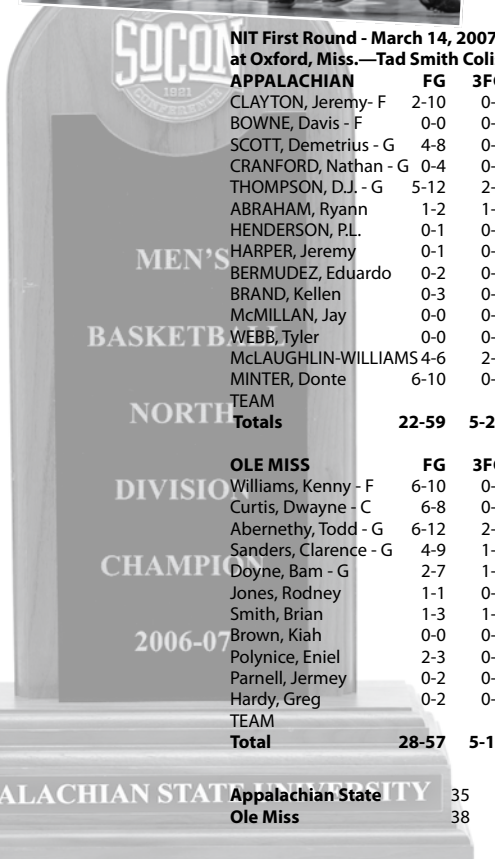 SOCON
1921
CONFERENCE
MEN'S
BASKETBALL
NORTH
DIVISION
CHAMPION
2006-07
ALACHIAN STATE UNIVERSITY
NIT First Round - March 14, 2007
at Oxford, Miss.—Tad Smith Coli
APPALACHIAN FG 3F
CLAYTON, Jeremy- F 2-10 0-
BOWNE, Davis - F 0-0 0-
SCOTT, Demetrius - G 4-8 0-
CRANFORD, Nathan - G 0-4 0-
THOMPSON, D.J. - G 5-12 2-
ABRAHAM, Ryann 1-2 1-
HENDERSON, P.L. 0-1 0-
HARPER, Jeremy 0-1 0-
BERMUDEZ, Eduardo 0-2 0-
BRAND, Kellen 0-3 0-
McMILLAN, Jay 0-0 0-
WEBB, Tyler 0-0 0-
McLAUGHLIN-WILLIAMS 4-6 2-
MINTER, Donte 6-10 0-
TEAM
Totals 22-59 5-2
OLE MISS FG 3F
Williams, Kenny - F 6-10 0-
Curtis, Dwayne - C 6-8 0-
Abernethy, Todd - G 6-12 2-
Sanders, Clarence - G 4-9 1-
Doyne, Bam - G 2-7 1-
Jones, Rodney 1-1 0-
Smith, Brian 1-3 1-
Brown, Kiah 0-0 0-
Polynice, Eniel 2-3 0-
Parnell, Jermey 0-2 0-
Hardy, Greg 0-2 0-
TEAM
Total 28-57 5-1
Appalachian State 35
Ole Miss 38